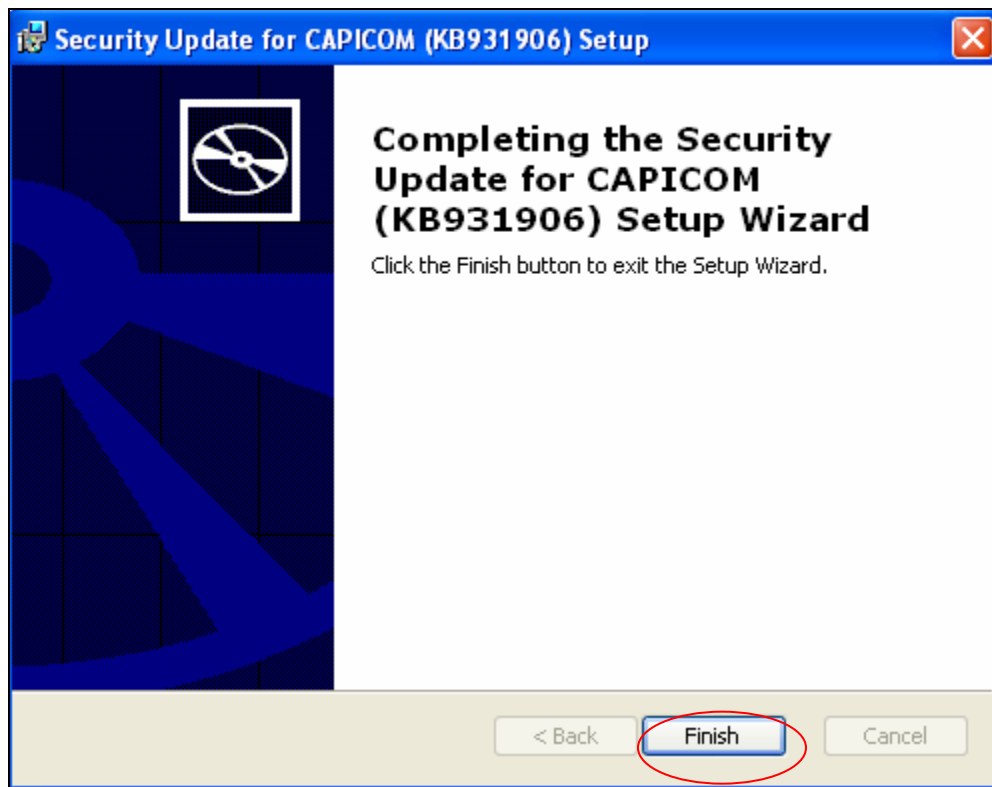 Security Update for CAPICOM (KB931906) Setup
Completing the Security
Update for CAPICOM
(KB931906) Setup Wizard
Click the Finish button to exit the Setup Wizard.
< Back Finish Cancel